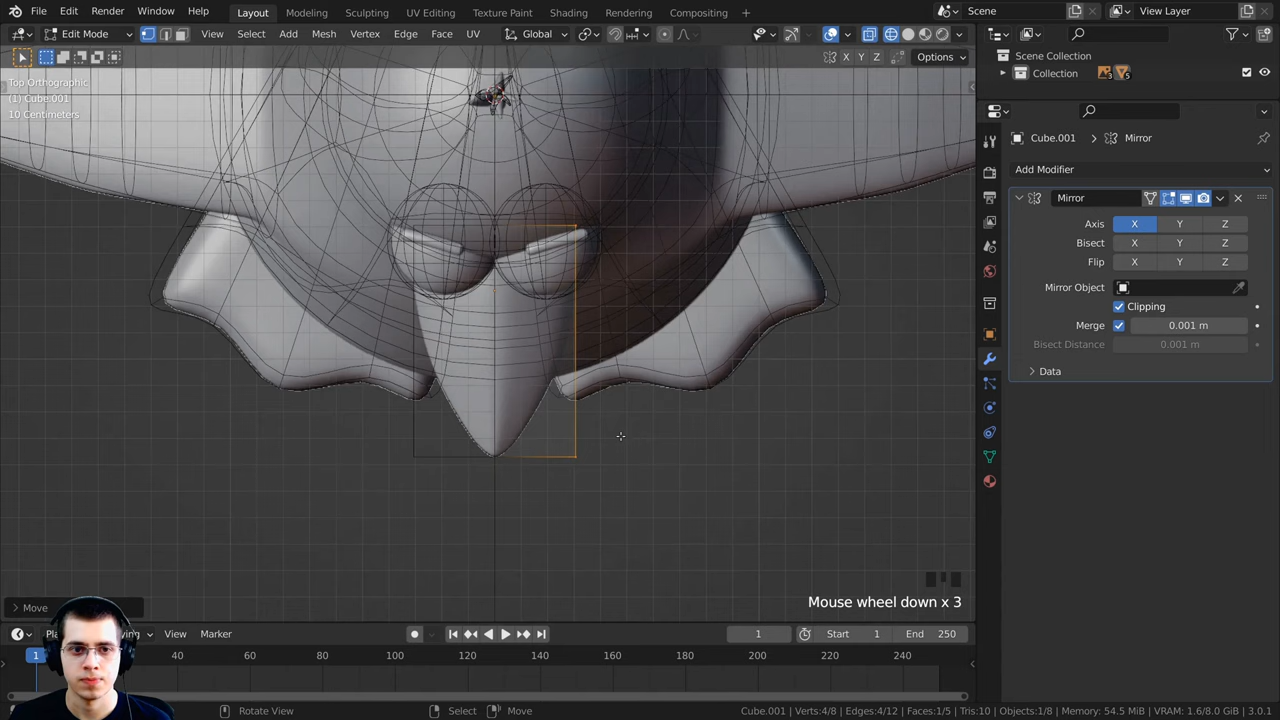 File Edit Render Window Help Layout Modeling Sculpting UV Editing Texture Paint Shading Rendering Compositing Scene View Layer
Edit Mode View Select Add Mesh Vertex Edge Face UV Global
X Y Z Options
Top Orthographic
(1) Cube.001
10 Centimeters
Scene Collection
Collection 3 5
Cube.001 Mirror
Add Modifier
Mirror
Axis X Y Z
Bisect X Y Z
Flip X Y Z
Mirror Object
Clipping
Merge 0.001 m
Bisect Distance 0.001 m
Data
Mouse wheel down x 3
Move
View Marker 1 Start 1 End 250
1 40 60 80 100 120 140 160 180 200 220 240
Rotate View Select Move Cube.001 | Verts:4/8 | Edges:4/12 | Faces:1/5 | Tris:10 | Objects:1/8 | Memory: 54.5 MiB | VRAM: 1.6/8.0 GiB | 3.0.1